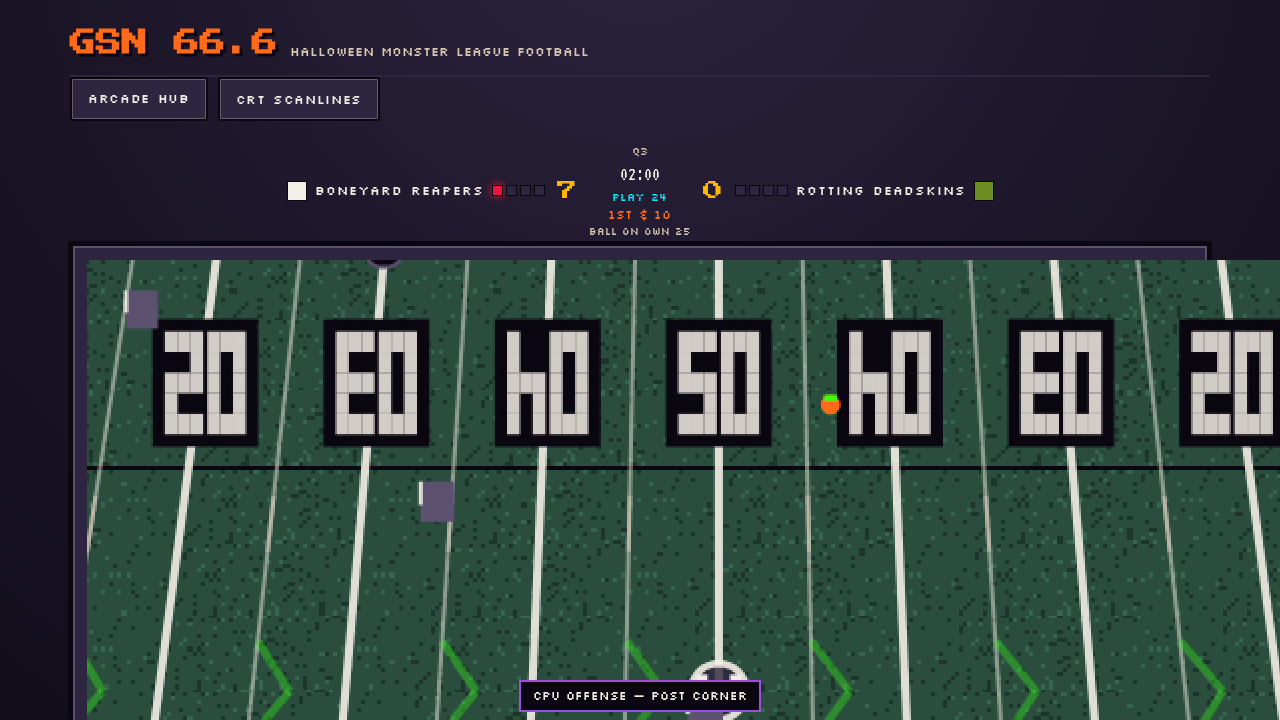 GSN 66.6 HALLOWEEN MONSTER LEAGUE FOOTBALL
ARCADE HUB CRT SCANLINES
Q3
BONEYARD REAPERS 7 02:00 0 ROTTING DEADSKINS
PLAY 24
1ST & 10
BALL ON OWN 25
20 30 40 50 40 30 20
CPU OFFENSE — POST CORNER